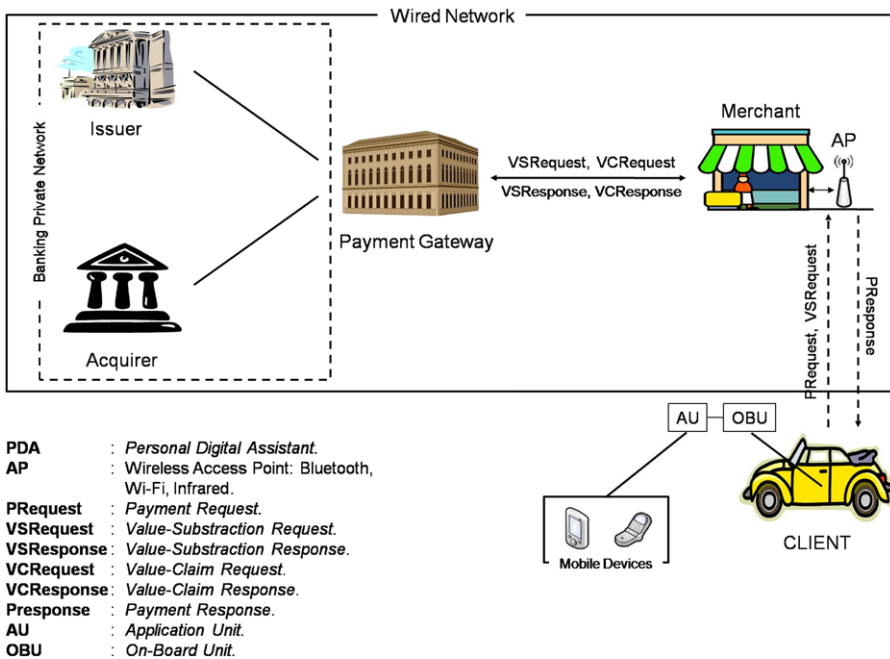 Wired Network
Issuer
Banking Private Network
Acquirer
Payment Gateway
VSRequest, VCRequest
VSResponse, VCResponse
Merchant
AP
PRequest, VSRequest
PResponse
AU
OBU
Mobile Devices
CLIENT
PDA : Personal Digital Assistant.
AP : Wireless Access Point: Bluetooth,
Wi-Fi, Infrared.
PRequest : Payment Request.
VSRequest : Value-Substraction Request.
VSResponse : Value-Substraction Response.
VCRequest : Value-Claim Request.
VCResponse : Value-Claim Response.
Presponse : Payment Response.
AU : Application Unit.
OBU : On-Board Unit.